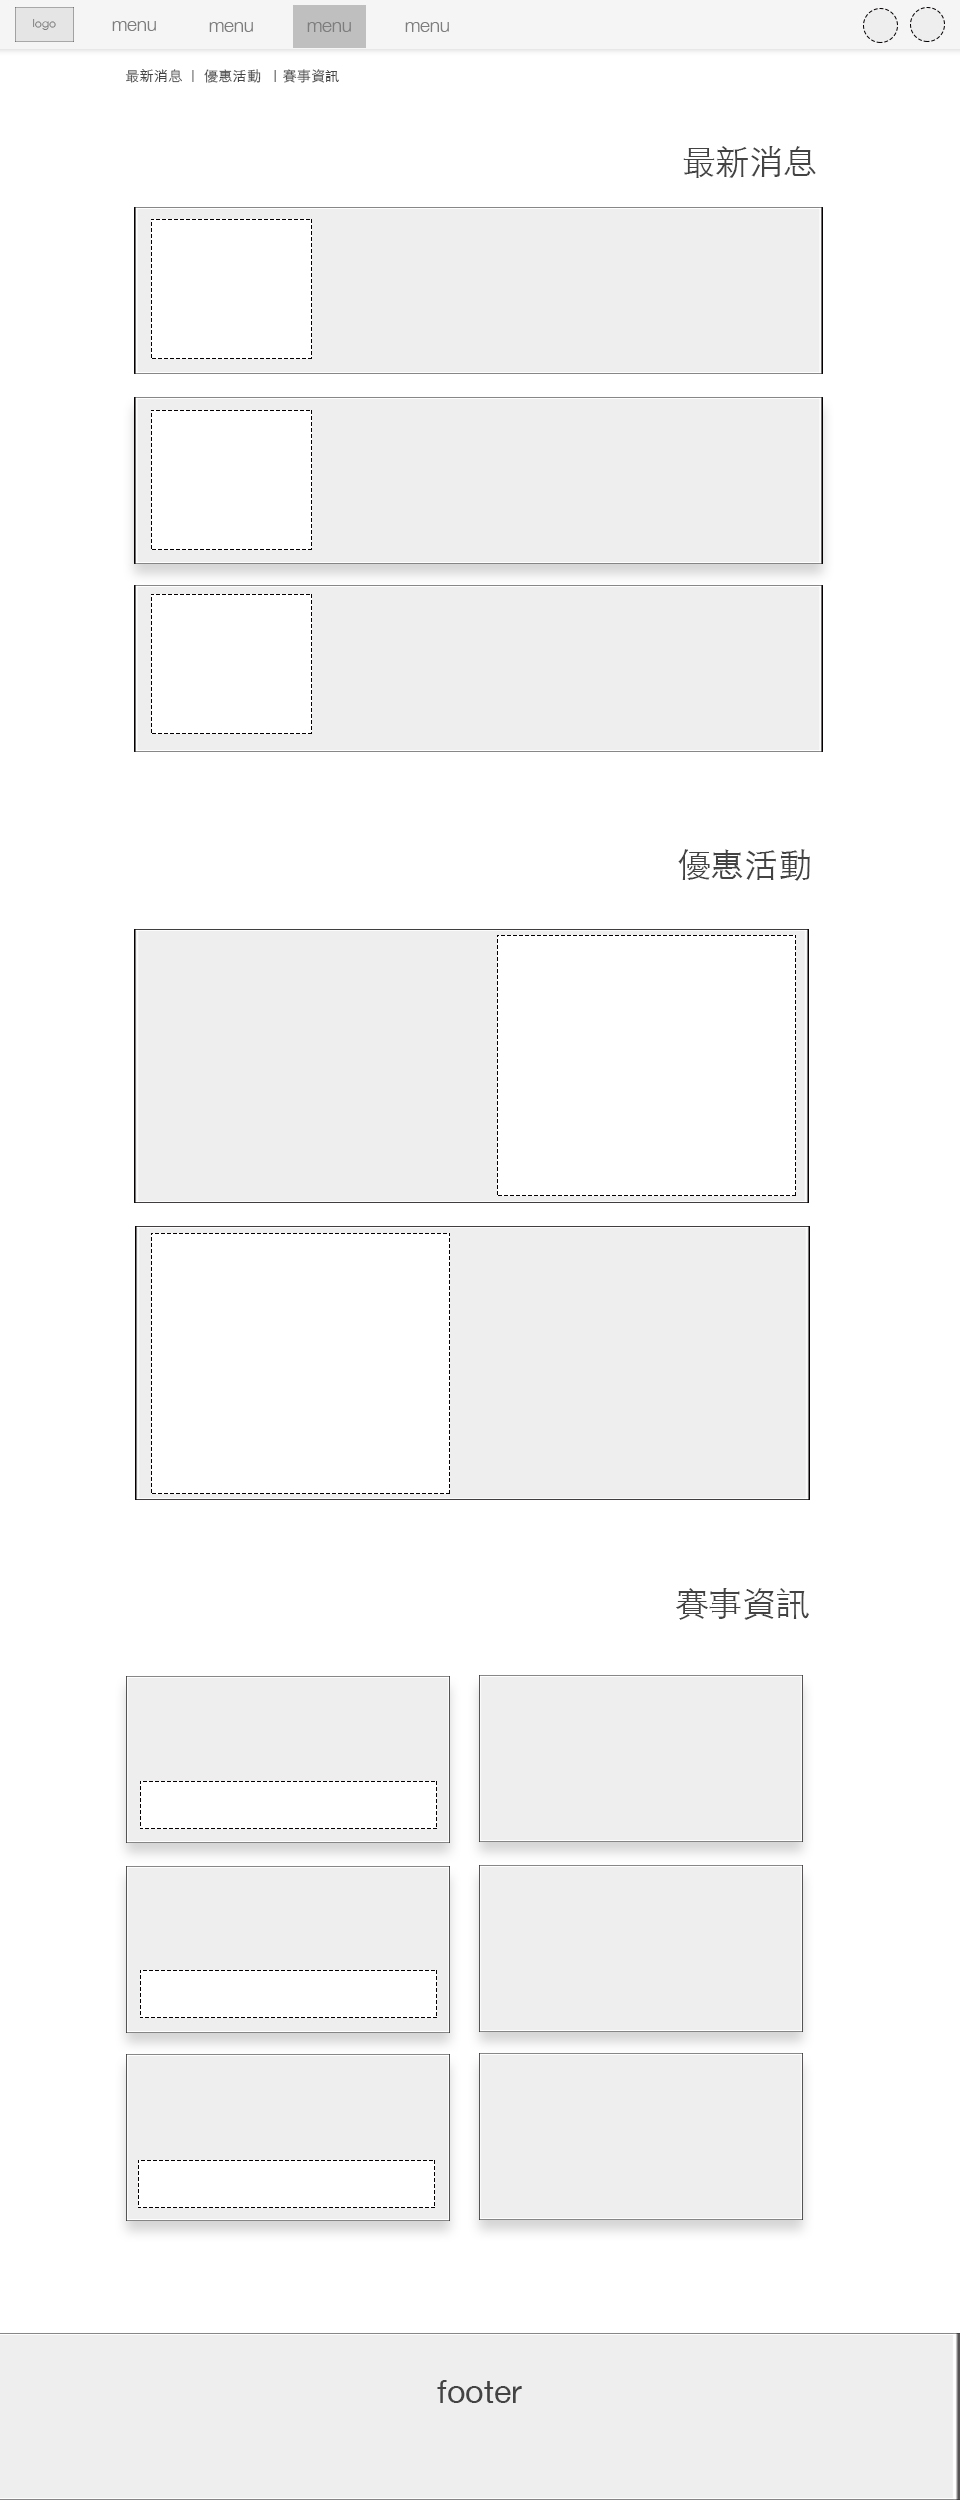 logo menu menu menu menu
最新消息 | 優惠活動 | 賽事資訊
最新消息
優惠活動
賽事資訊
footer